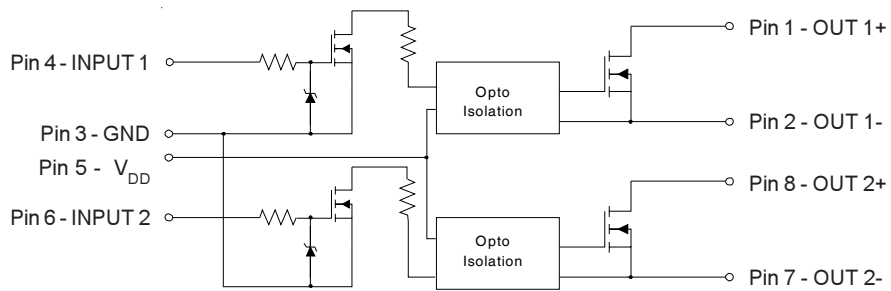 Pin 4 - INPUT 1
Pin 3 - GND
Pin 5 - VDD
Pin 6 - INPUT 2
Opto
Isolation
Opto
Isolation
Pin 1 - OUT 1+
Pin 2 - OUT 1-
Pin 8 - OUT 2+
Pin 7 - OUT 2-